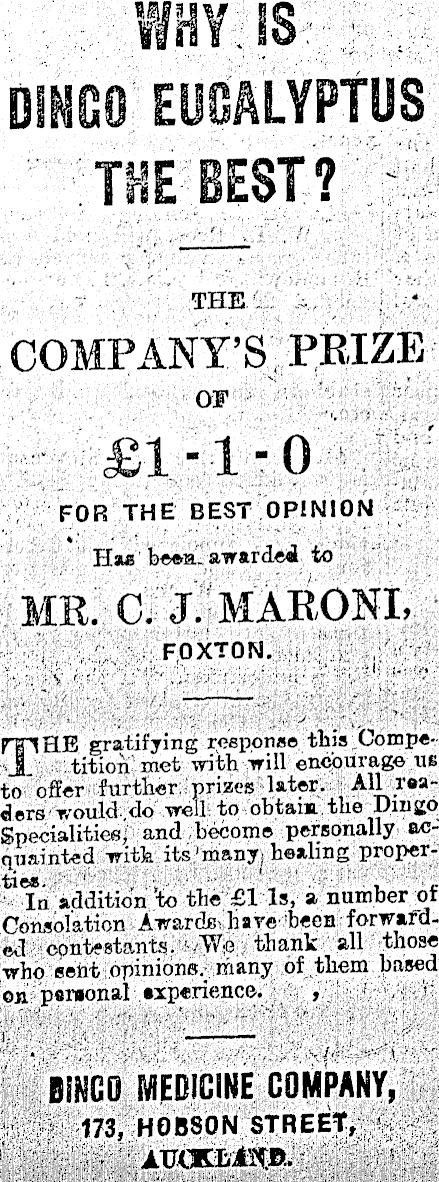 WHY IS
DINGO EUCALYPTUS
THE BEST?
THE
COMPANY'S PRIZE
OF
£1-1-0
FOR THE BEST OPINION
Has been awarded to
MR. C. J. MARONI,
FOXTON.
THE gratifying response this Compe-
tition met with will encourage us
to offer further prizes later. All rea-
ders would do well to obtain the Dingo
Specialities, and become personally ac-
quainted with its many healing proper-
ties.
In addition to the £1 1s, a number of
Consolation Awards have been forward-
ed contestants. We thank all those
who sent opinions, many of them based
on personal experience.
DINGO MEDICINE COMPANY,
173, HOBSON STREET,
AUCKLAND.